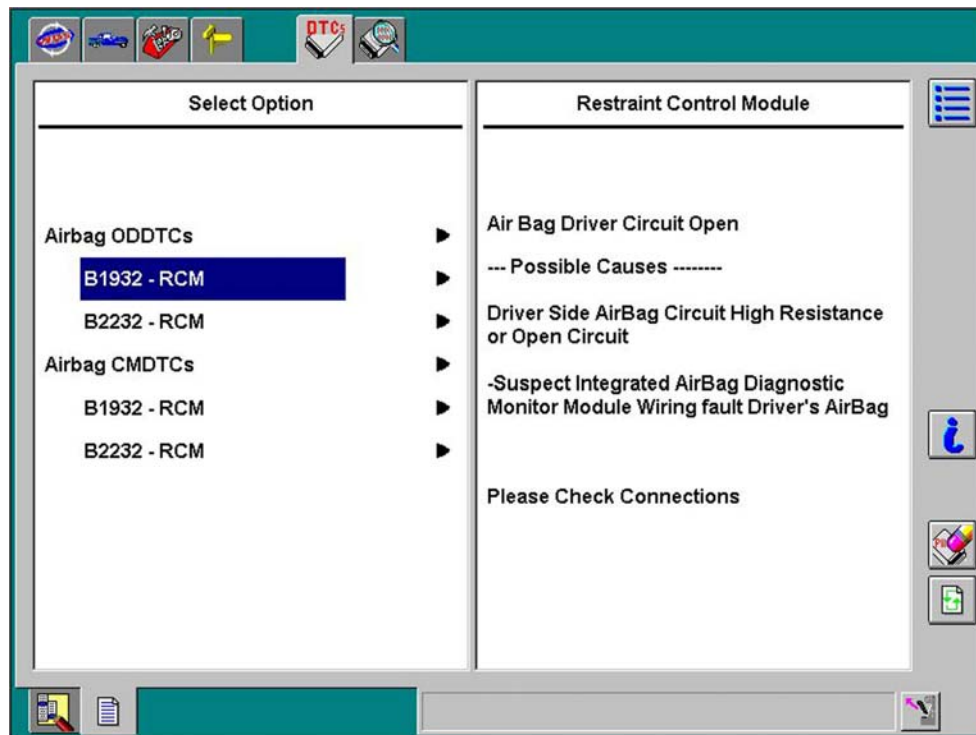 DTCs
Select Option
Airbag ODDTCs
B1932 - RCM
B2232 - RCM
Airbag CMDTCs
B1932 - RCM
B2232 - RCM
Restraint Control Module
Air Bag Driver Circuit Open
--- Possible Causes --------
Driver Side AirBag Circuit High Resistance
or Open Circuit
-Suspect Integrated AirBag Diagnostic
Monitor Module Wiring fault Driver's AirBag
Please Check Connections